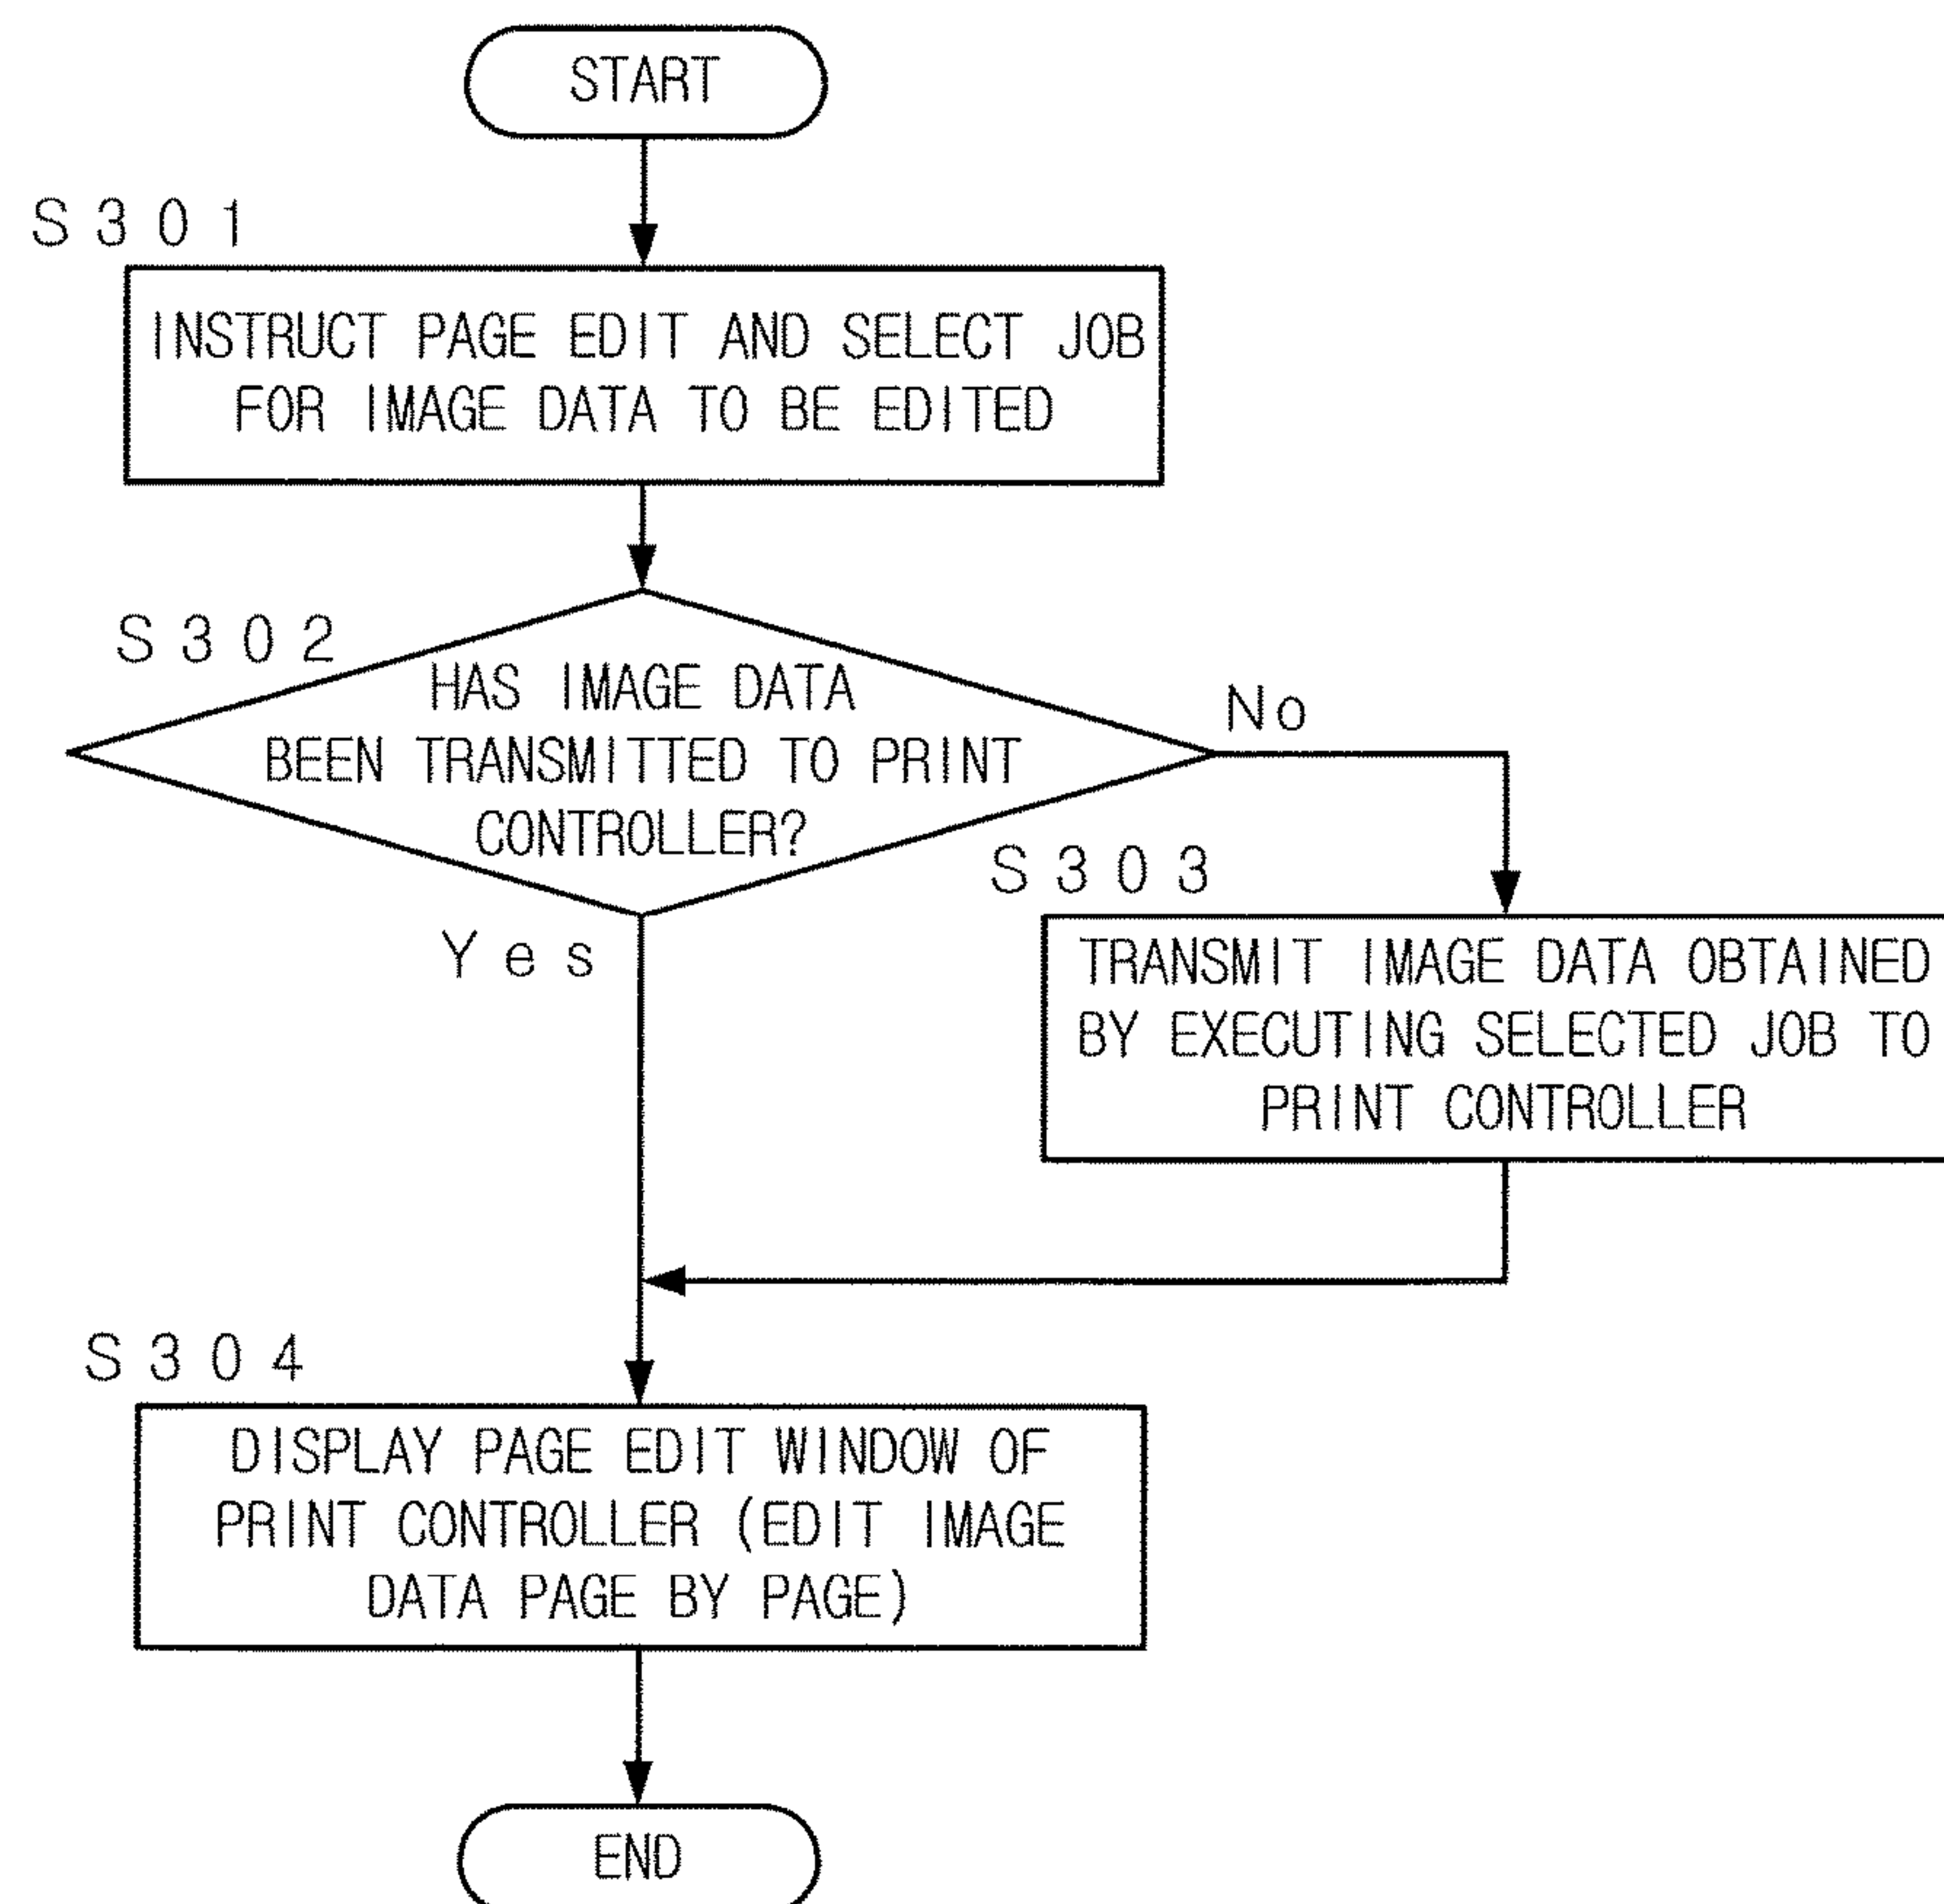 START
S301
INSTRUCT PAGE EDIT AND SELECT JOB
FOR IMAGE DATA TO BE EDITED
S302
HAS IMAGE DATA
BEEN TRANSMITTED TO PRINT
CONTROLLER?
No
Yes
S303
TRANSMIT IMAGE DATA OBTAINED
BY EXECUTING SELECTED JOB TO
PRINT CONTROLLER
S304
DISPLAY PAGE EDIT WINDOW OF
PRINT CONTROLLER (EDIT IMAGE
DATA PAGE BY PAGE)
END